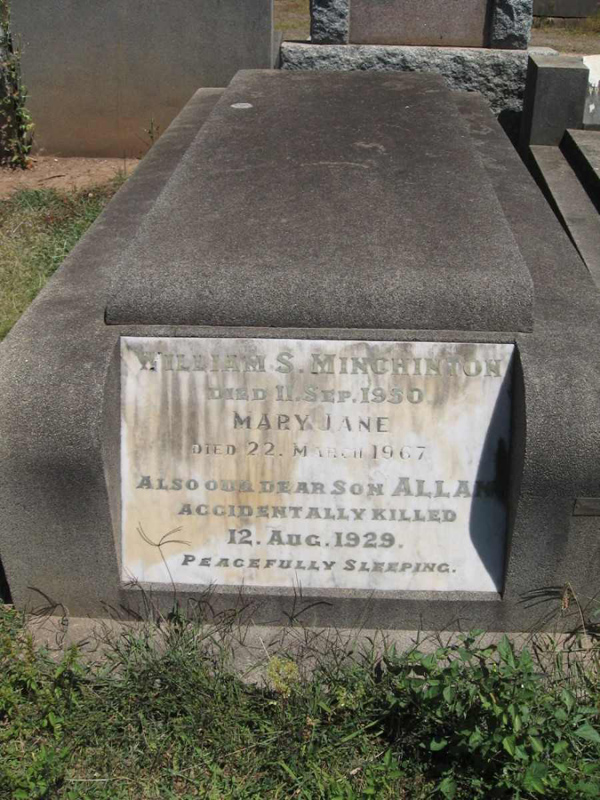 WILLIAM S. MINCHINTON
DIED 11. SEP. 1950.
MARY JANE
DIED 22. MARCH 1967
ALSO OUR DEAR SON ALLAN
ACCIDENTALLY KILLED
12. AUG. 1929.
PEACEFULLY SLEEPING.